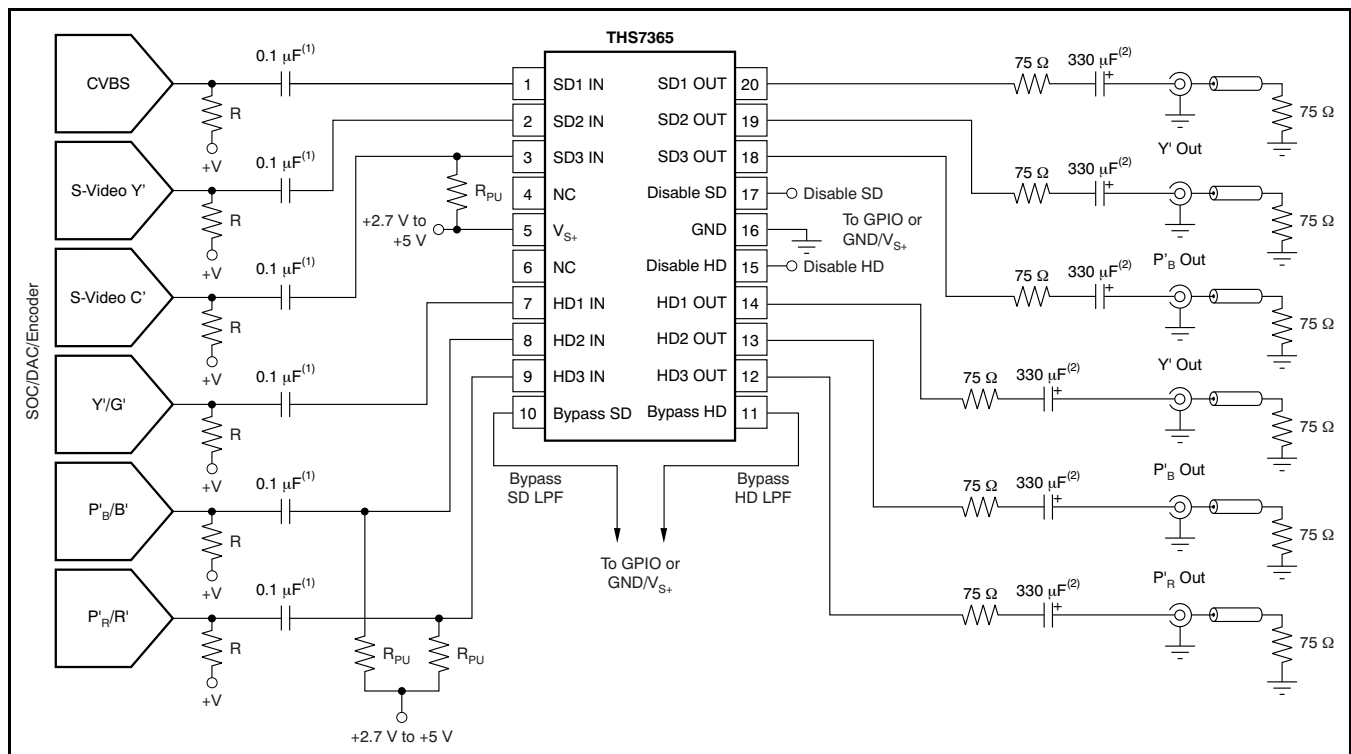 THS7365
SOC/DAC/Encoder
CVBS
R
+V
0.1 µF(1)
S-Video Y'
R
+V
0.1 µF(1)
S-Video C'
R
+V
0.1 µF(1)
Y'/G'
R
+V
0.1 µF(1)
P'B/B'
R
+V
0.1 µF(1)
P'R/R'
R
+V
0.1 µF(1)
RPU
+2.7 V to
+5 V
RPU
RPU
+2.7 V to +5 V
1 SD1 IN
2 SD2 IN
3 SD3 IN
4 NC
5 VS+
6 NC
7 HD1 IN
8 HD2 IN
9 HD3 IN
10 Bypass SD
SD1 OUT 20
SD2 OUT 19
SD3 OUT 18
Disable SD 17
GND 16
Disable HD 15
HD1 OUT 14
HD2 OUT 13
HD3 OUT 12
Bypass HD 11
Bypass
SD LPF
Bypass
HD LPF
To GPIO or
GND/VS+
Disable SD
To GPIO or
GND/VS+
Disable HD
75 Ω
330 µF(2)
+
75 Ω
Y' Out
75 Ω
330 µF(2)
+
75 Ω
P'B Out
75 Ω
330 µF(2)
+
75 Ω
Y' Out
75 Ω
330 µF(2)
+
75 Ω
P'B Out
75 Ω
330 µF(2)
+
75 Ω
P'R Out
75 Ω
330 µF(2)
+
75 Ω